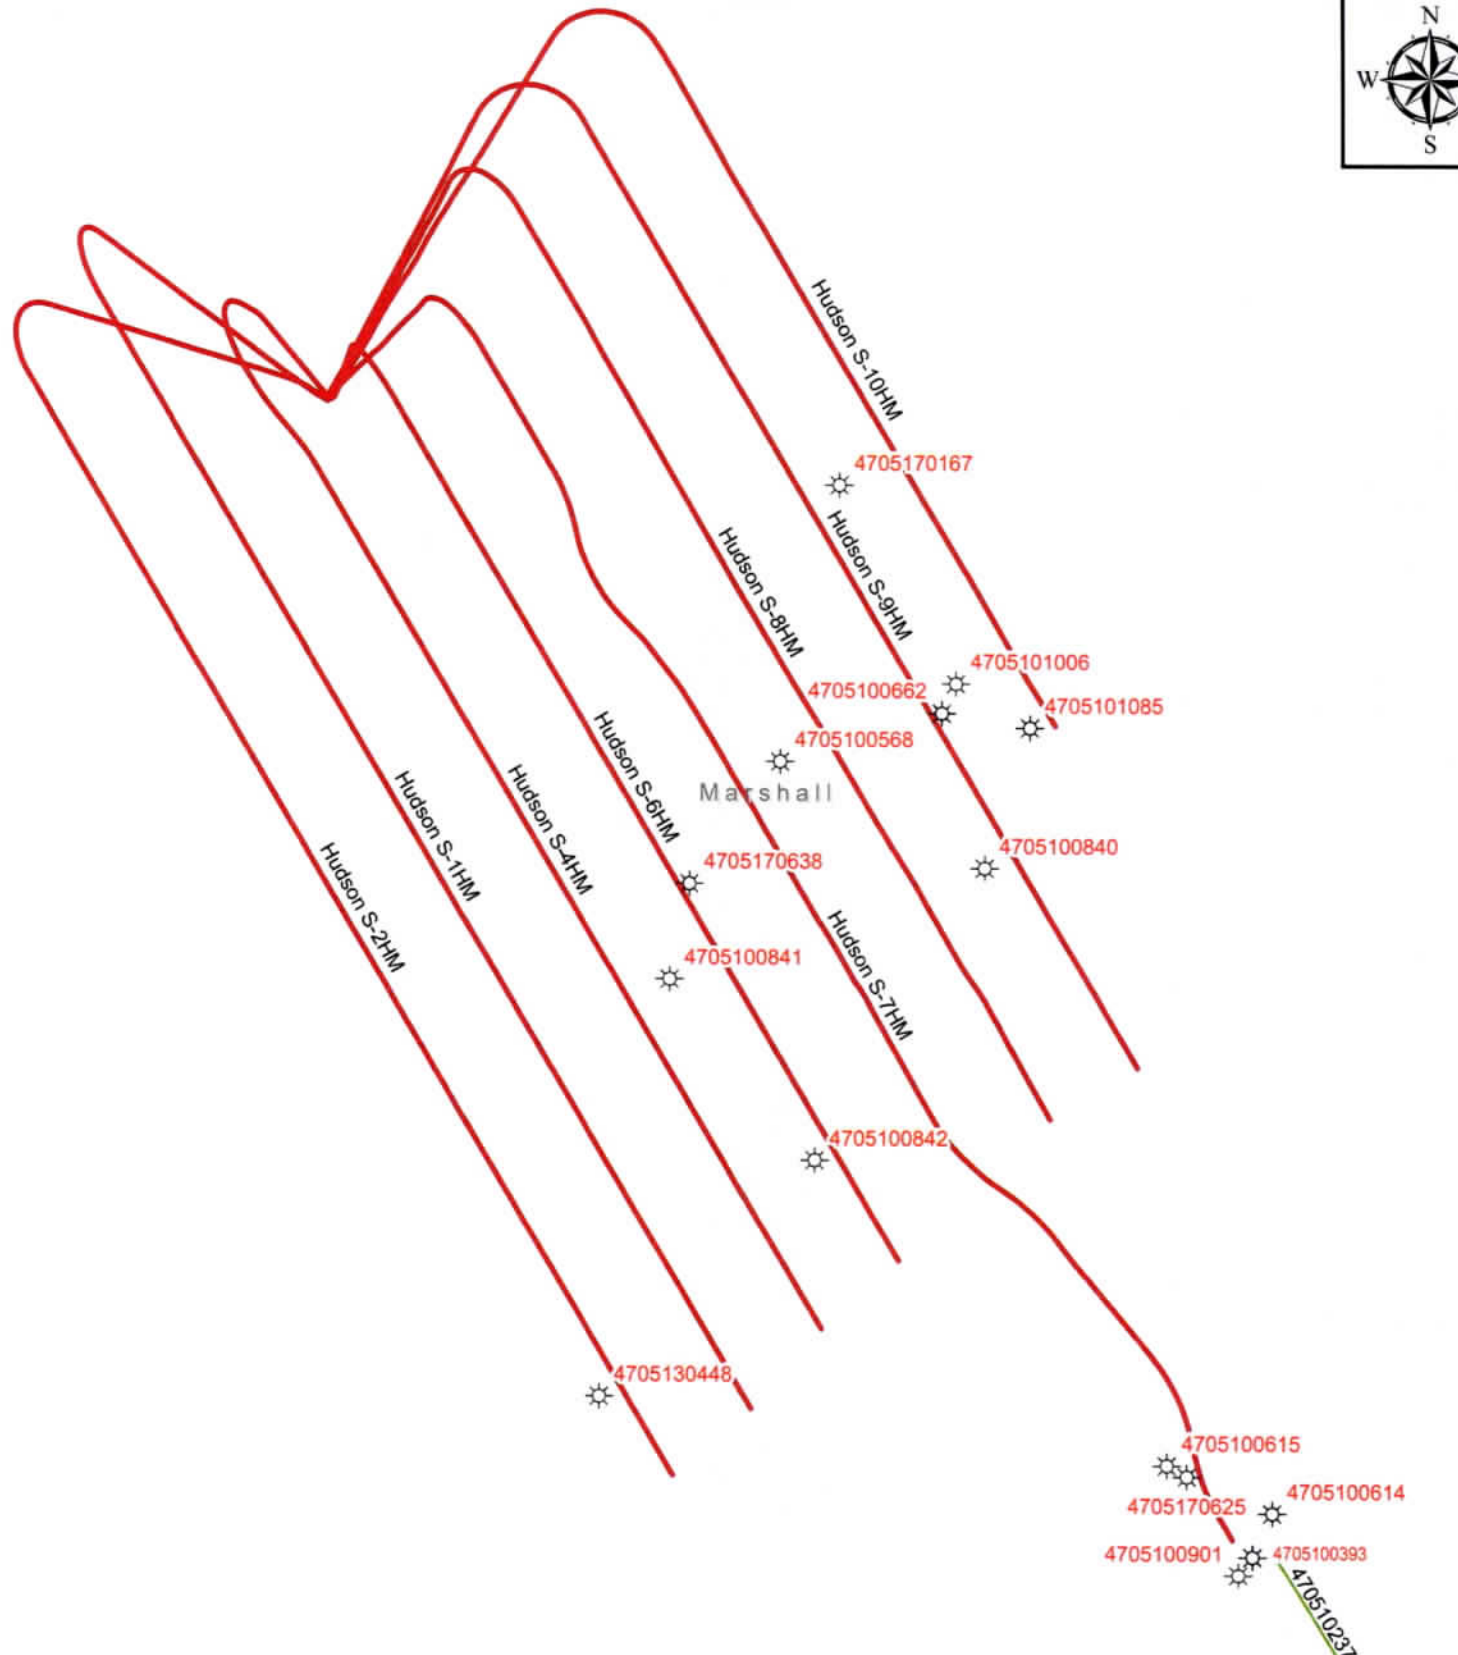 N
W
S
Hudson S-10HM
4705170167
Hudson S-9HM
Hudson S-8HM
4705101006
4705100662
4705101085
4705100568
Marshall
Hudson S-6HM
Hudson S-4HM
Hudson S-1HM
4705100840
Hudson S-2HM
4705170638
Hudson S-7HM
4705100841
4705100842
4705130448
4705100615
4705100614
4705170625
4705100901
4705100393
470510237